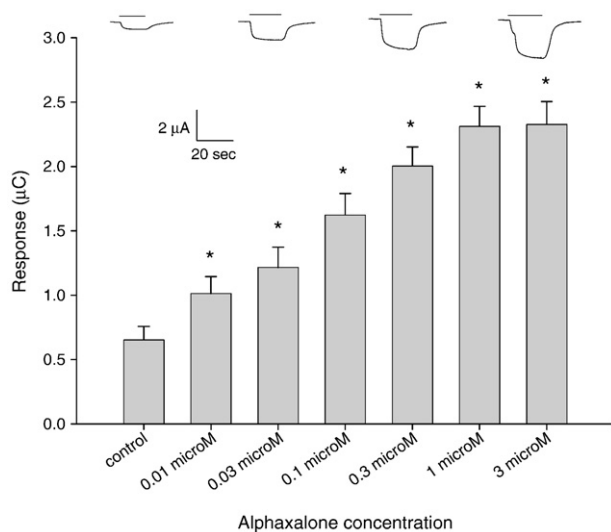 3.0
2.5
2.0
1.5
1.0
0.5
0.0
Response (μC)
2 μA
20 sec
*
*
*
*
*
*
control
0.01 microM
0.03 microM
0.1 microM
0.3 microM
1 microM
3 microM
Alphaxalone concentration